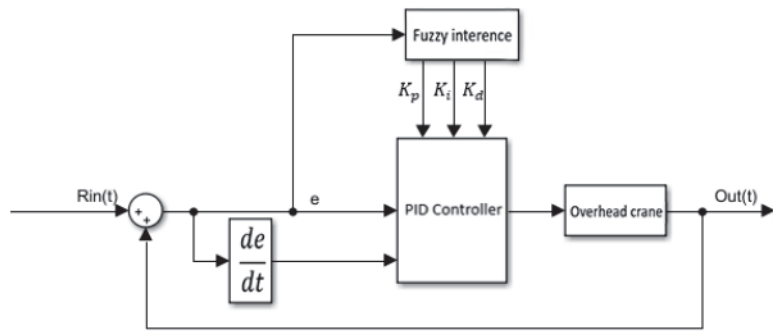 Fuzzy interence
K_p K_i K_d
Rin(t)
+
+
e
PID Controller
Overhead crane
Out(t)
de
dt